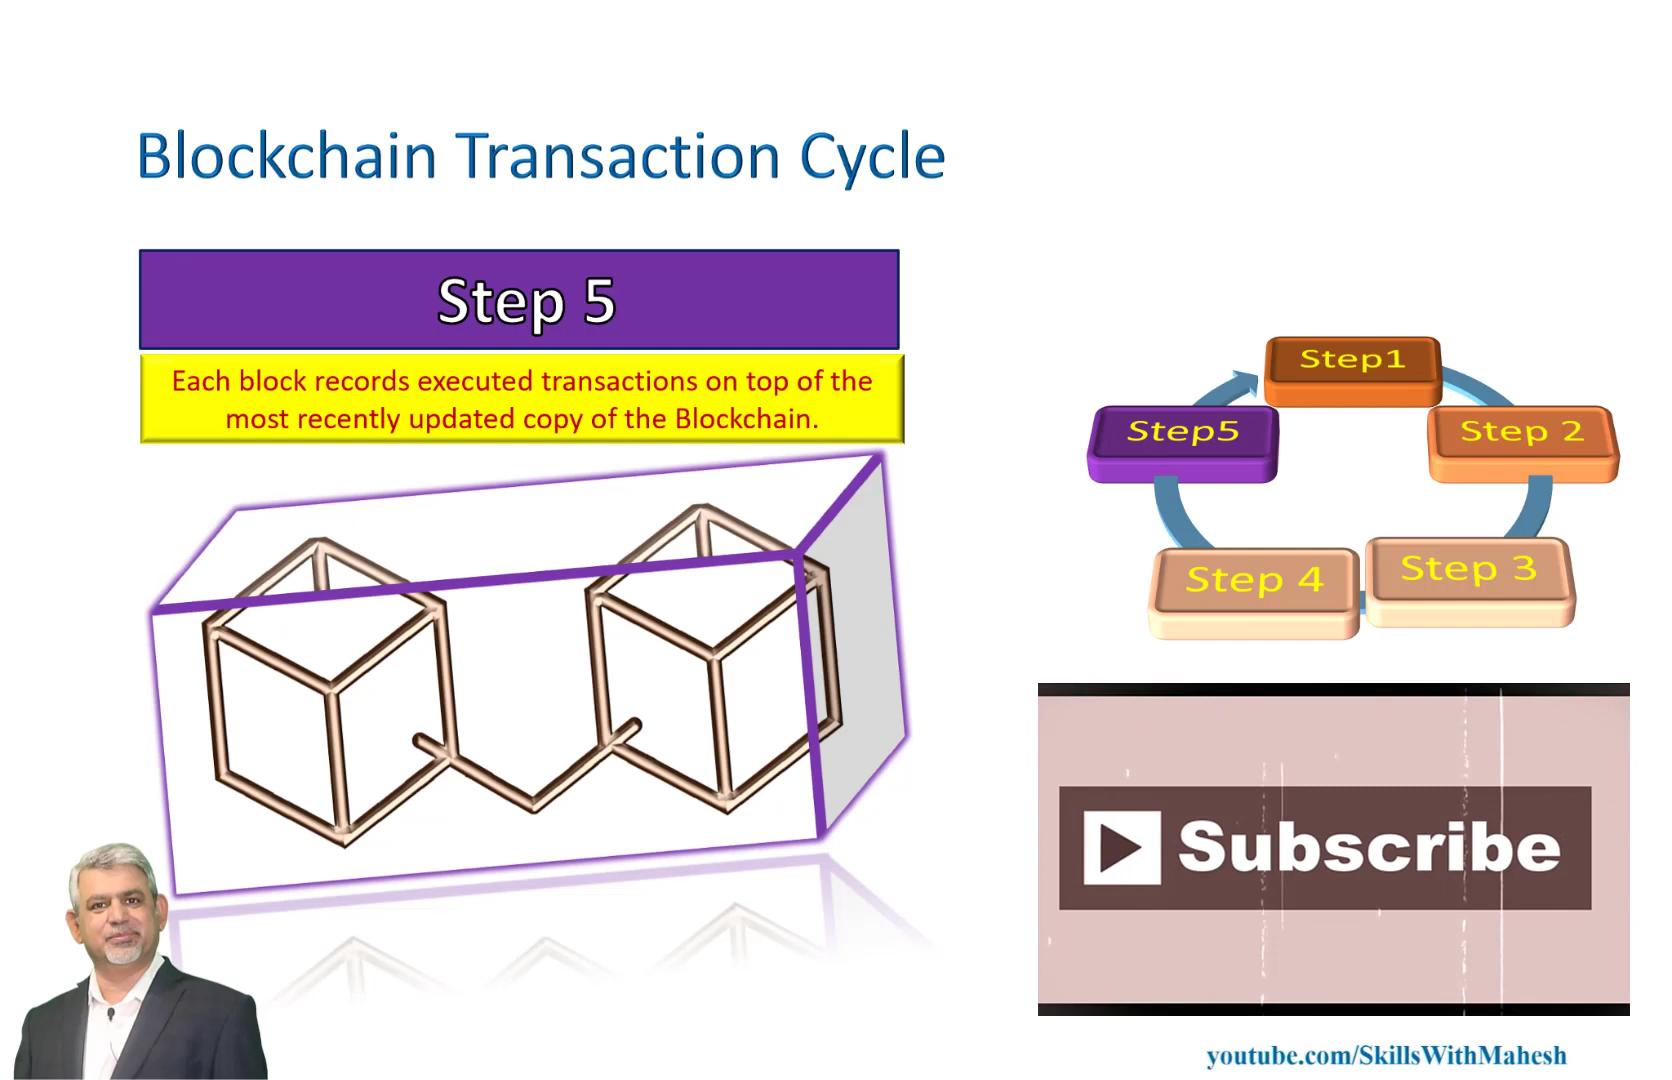 Blockchain Transaction Cycle
Step 5
Each block records executed transactions on top of the
most recently updated copy of the Blockchain.
Step1
Step5
Step 2
Step 4
Step 3
Subscribe
youtube.com/SkillsWithMahesh